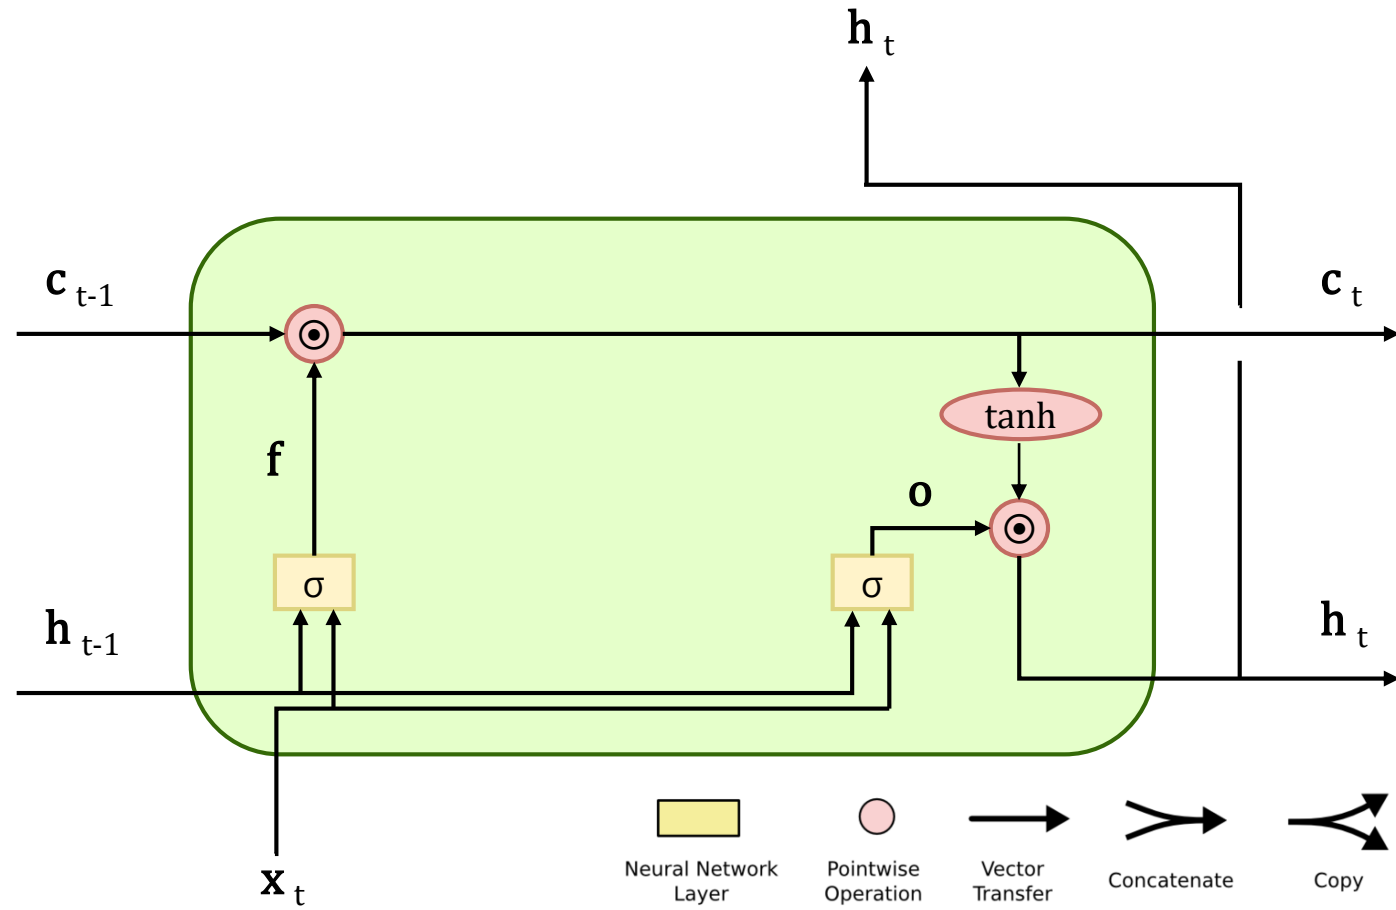 h t
c t-1
c t
tanh
f
o
σ
σ
h t-1
h t
x t
Neural Network
Layer
Pointwise
Operation
Vector
Transfer
Concatenate
Copy